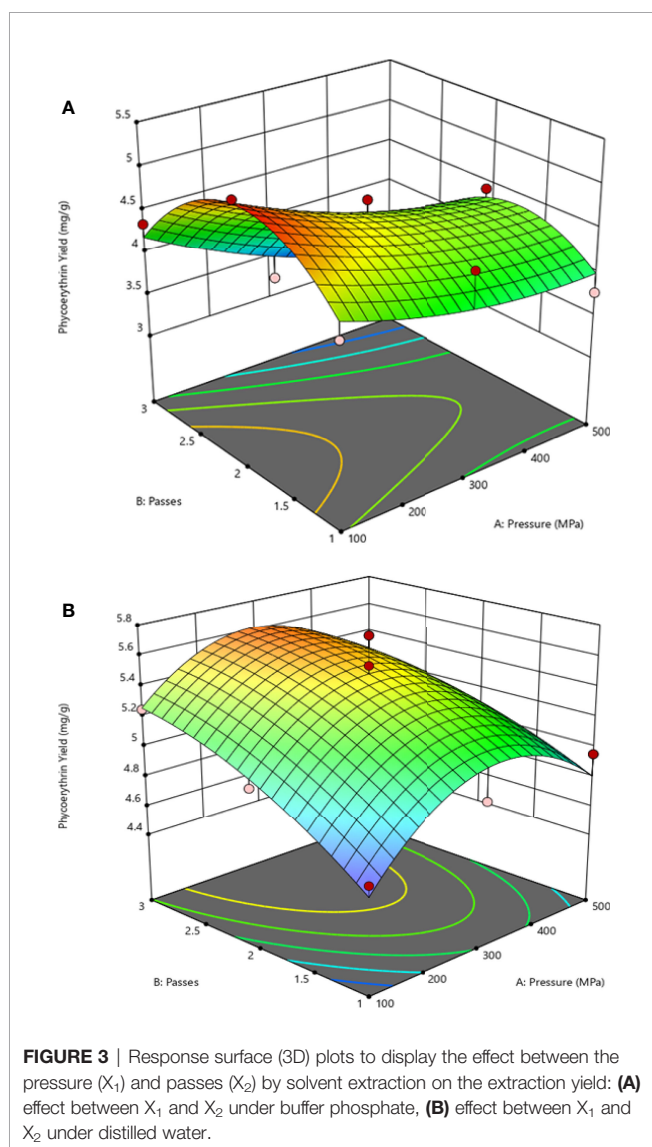 A
5.5
5
4.5
4
3.5
3
Phycoerythrin Yield (mg/g)
3
2.5
2
1.5
1
B: Passes
100
200
300
400
500
A: Pressure (MPa)
B
5.8
5.6
5.4
5.2
5
4.8
4.6
4.4
Phycoerythrin Yield (mg/g)
3
2.5
2
1.5
1
B: Passes
100
200
300
400
500
A: Pressure (MPa)
FIGURE 3 | Response surface (3D) plots to display the effect between the
pressure (X₁) and passes (X₂) by solvent extraction on the extraction yield: (A)
effect between X₁ and X₂ under buffer phosphate, (B) effect between X₁ and
X₂ under distilled water.